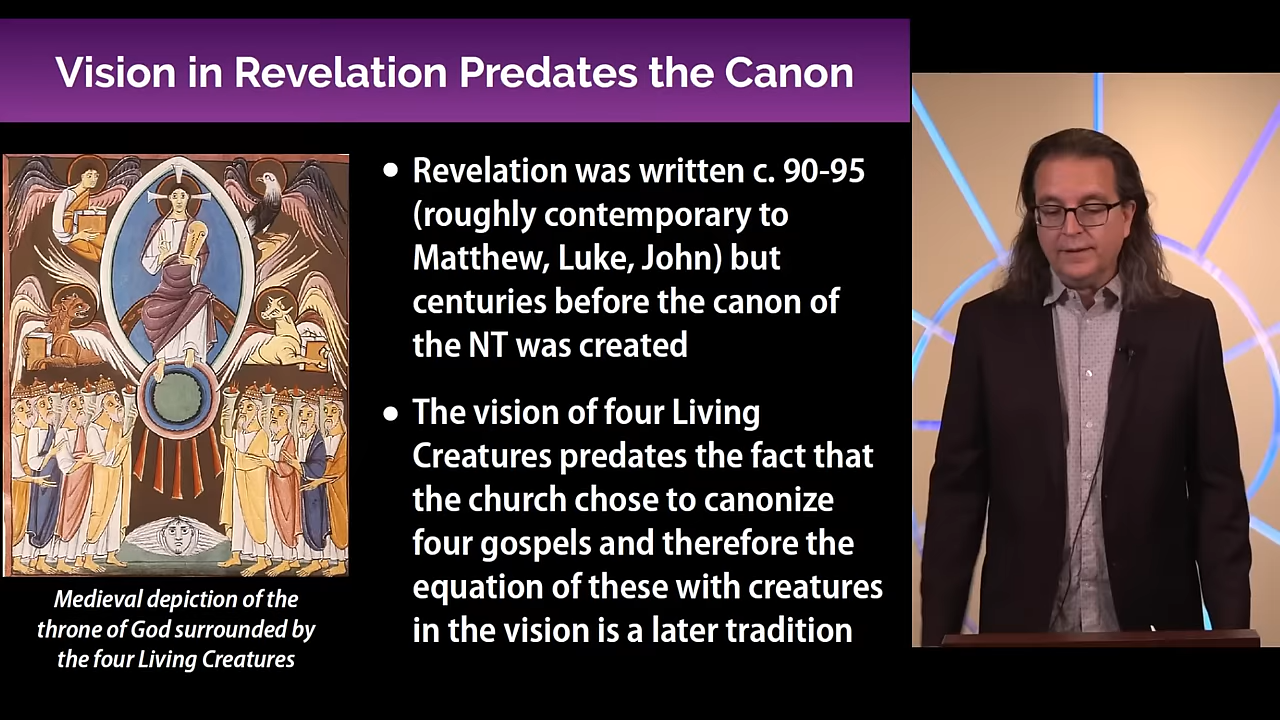 Vision in Revelation Predates the Canon
• Revelation was written c. 90-95
(roughly contemporary to
Matthew, Luke, John) but
centuries before the canon of
the NT was created
• The vision of four Living
Creatures predates the fact that
the church chose to canonize
four gospels and therefore the
equation of these with creatures
in the vision is a later tradition
Medieval depiction of the
throne of God surrounded by
the four Living Creatures